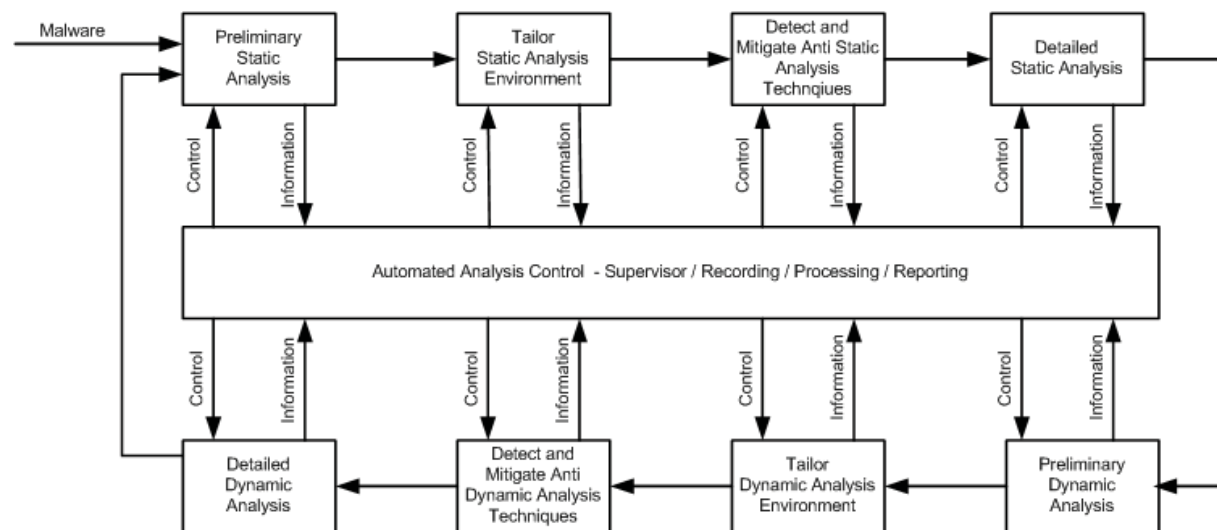 Malware
Preliminary
Static
Analysis
Tailor
Static Analysis
Environment
Detect and
Mitigate Anti Static
Analysis
Technqiues
Detailed
Static Analysis
Control
Information
Control
Information
Control
Information
Control
Information
Automated Analysis Control - Supervisor / Recording / Processing / Reporting
Control
Information
Control
Information
Control
Information
Control
Information
Detailed
Dynamic
Analysis
Detect and
Mitigate Anti
Dynamic Analysis
Techniques
Tailor
Dynamic Analysis
Environment
Preliminary
Dynamic
Analysis